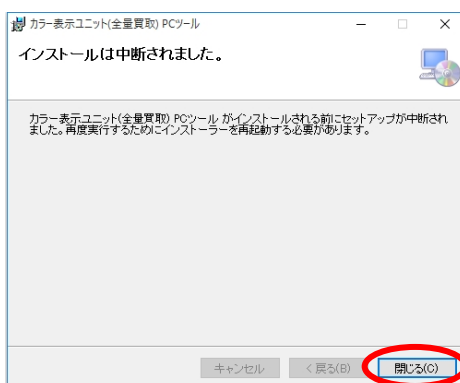 カラー表示ユニット(全量買取) PCツール
インストールは中断されました。
カラー表示ユニット(全量買取) PCツール がインストールされる前にセットアップが中断され
ました。再度実行するためにインストーラーを再起動する必要があります。
キャンセル
< 戻る(B)
閉じる(C)